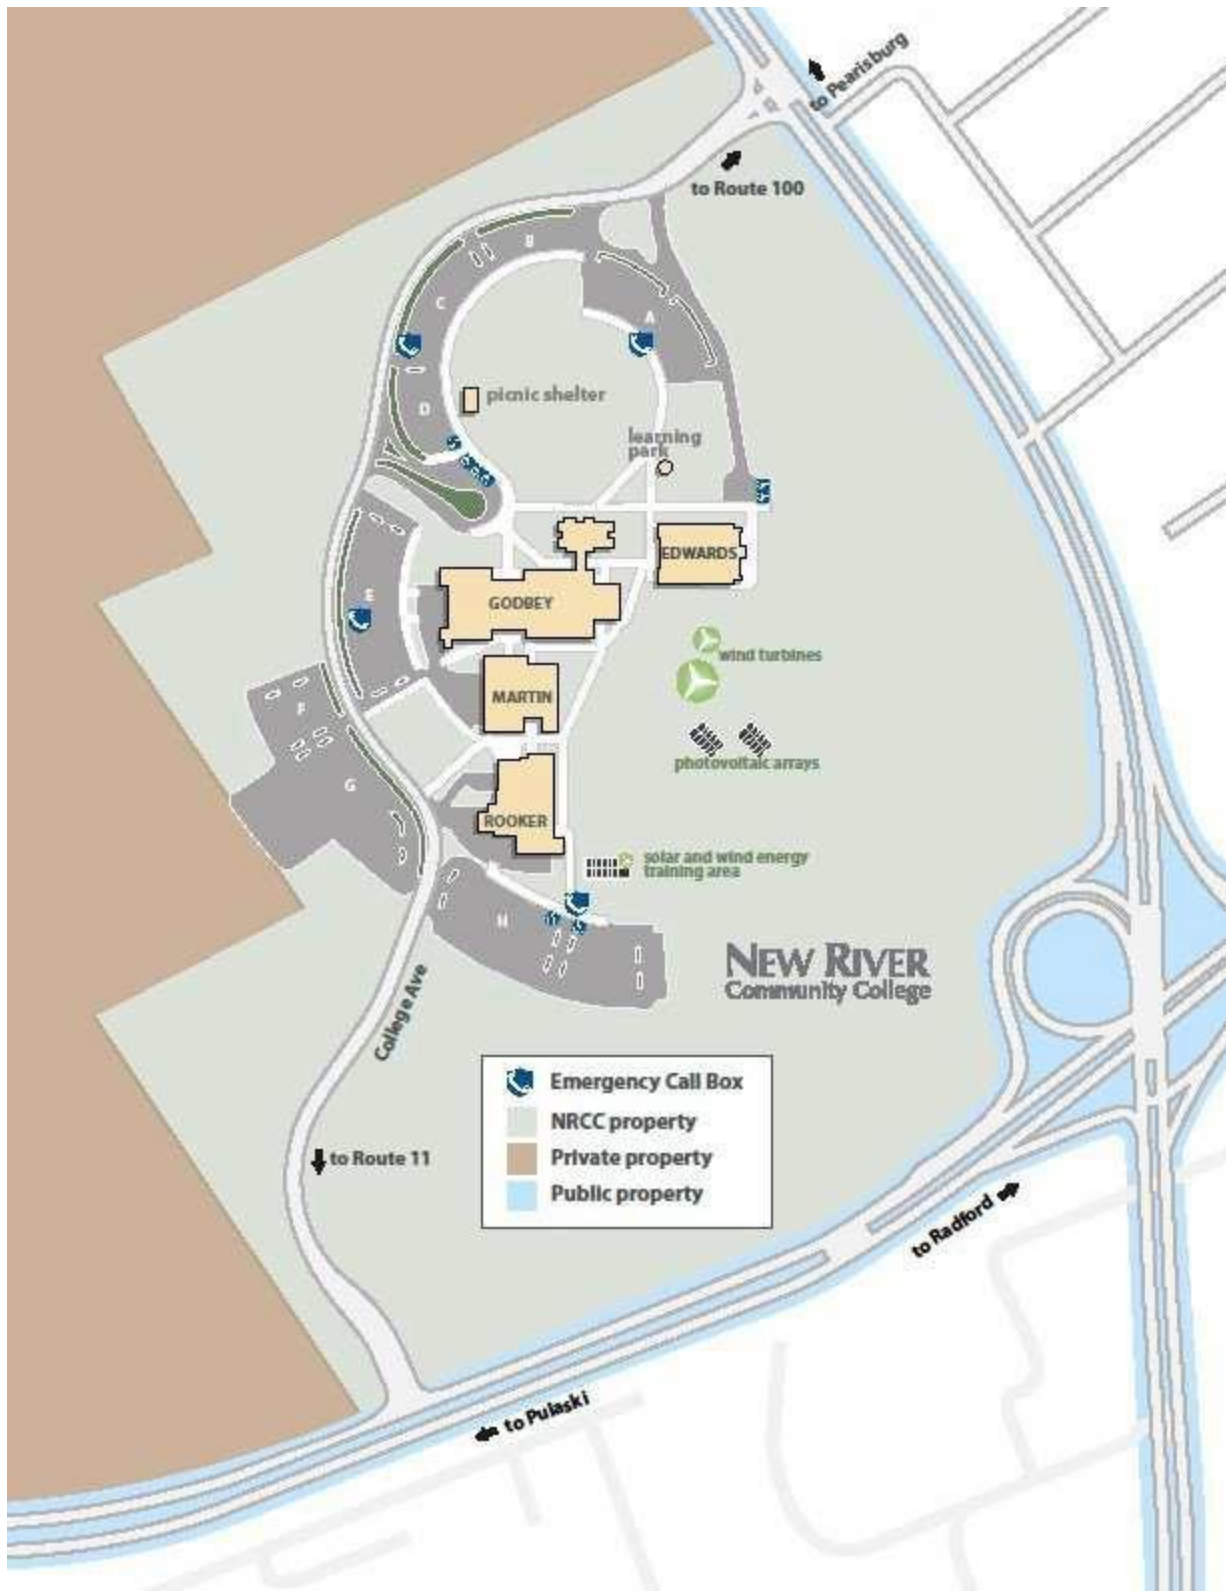 to Pearisburg
to Route 100
B
C
A
picnic shelter
D
learning
park
EDWARDS
E
GODBEY
wind turbines
MARTIN
F
photovoltaic arrays
G
ROOKER
solar and wind energy
training area
H
NEW RIVER
Community College
College Ave
Emergency Call Box
NRCC property
Private property
Public property
to Route 11
to Radford
to Pulaski